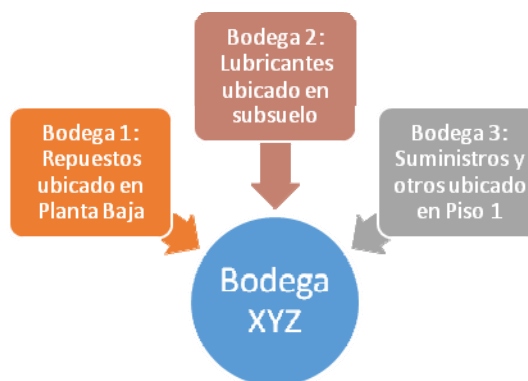 Bodega 2:
Lubricantes
ubicado en
subsuelo
Bodega 1:
Repuestos
ubicado en
Planta Baja
Bodega 3:
Suministros y
otros ubicado
en Piso 1
Bodega
XYZ